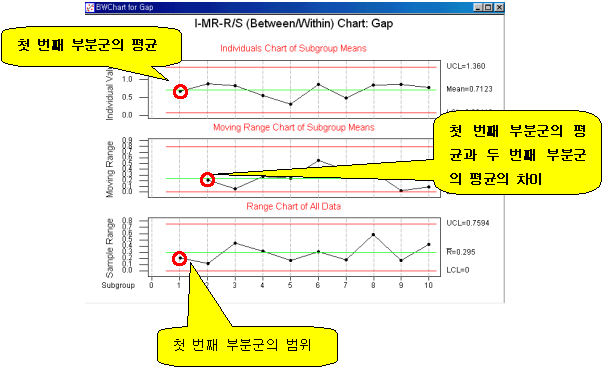 BWChart for Gap
I-MR-R/S (Between/Within) Chart: Gap
첫 번째 부분군의 평균
Individuals Chart of Subgroup Means
Individual
1.0
0.5
0.0
UCL=1.360
Mean=0.7123
첫 번째 부분군의 평
균과 두 번째 부분군
의 평균의 차이
Moving Range Chart of Subgroup Means
Moving Range
0.9
0.8
0.7
0.6
0.5
0.4
0.3
0.2
0.1
0.0
Range Chart of All Data
Sample Range
0.8
0.7
0.6
0.5
0.4
0.3
0.2
0.1
0.0
UCL=0.7594
R=0.295
LCL=0
Subgroup 0 1 2 3 4 5 6 7 8 9 10
첫 번째 부분군의 범위